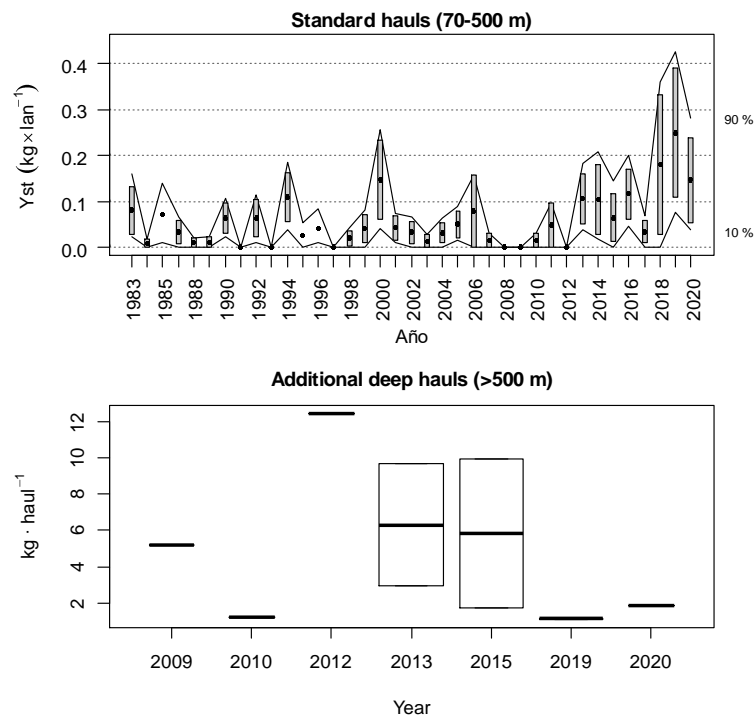 Standard hauls (70-500 m)
Yst (kg×lan⁻¹)
0.4
0.3
0.2
0.1
0.0
90 %
10 %
1983 1985 1988 1990 1992 1994 1996 1998 2000 2002 2004 2006 2008 2010 2012 2014 2016 2018 2020
Año
Additional deep hauls (>500 m)
kg · haul⁻¹
12
10
8
6
4
2
2009 2010 2012 2013 2015 2019 2020
Year